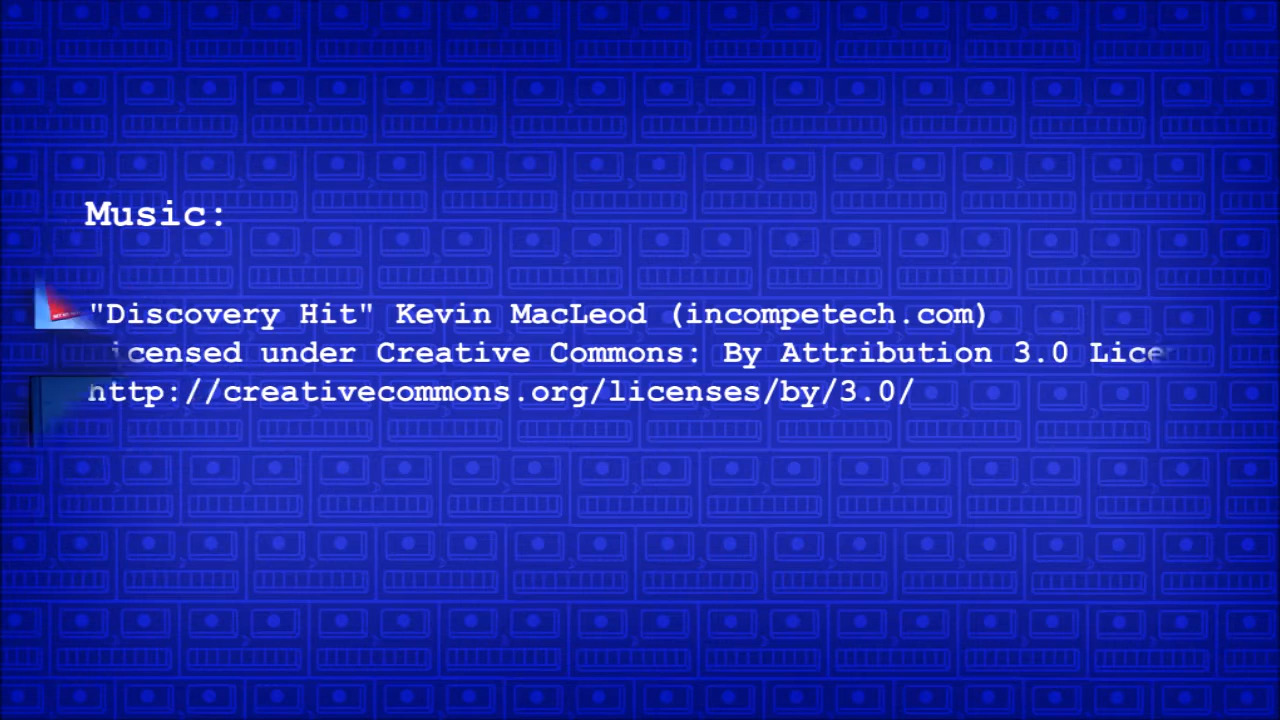 Music:
"Discovery Hit" Kevin MacLeod (incompetech.com)
icensed under Creative Commons: By Attribution 3.0 Lice
http://creativecommons.org/licenses/by/3.0/